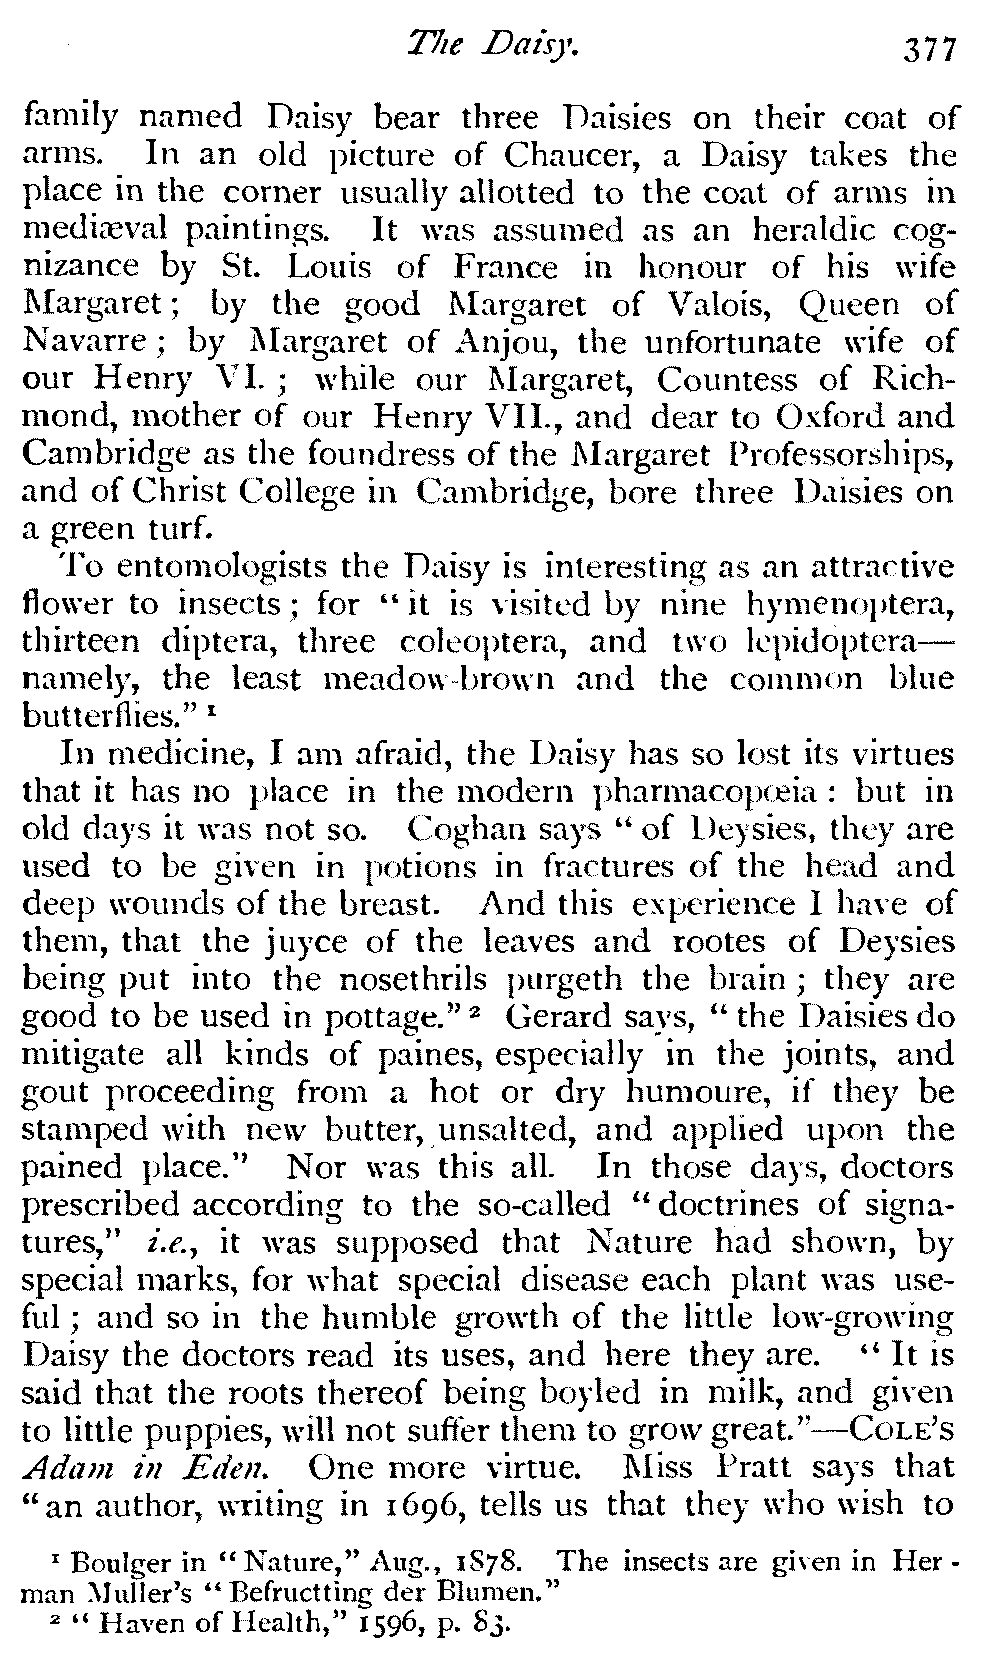 The Daisy. 377
family named Daisy bear three Daisies on their coat of
arms. In an old picture of Chaucer, a Daisy takes the
place in the corner usually allotted to the coat of arms in
mediæval paintings. It was assumed as an heraldic cog-
nizance by St. Louis of France in honour of his wife
Margaret; by the good Margaret of Valois, Queen of
Navarre; by Margaret of Anjou, the unfortunate wife of
our Henry VI.; while our Margaret, Countess of Rich-
mond, mother of our Henry VII., and dear to Oxford and
Cambridge as the foundress of the Margaret Professorships,
and of Christ College in Cambridge, bore three Daisies on
a green turf.
To entomologists the Daisy is interesting as an attractive
flower to insects; for "it is visited by nine hymenoptera,
thirteen diptera, three coleoptera, and two lepidoptera—
namely, the least meadow-brown and the common blue
butterflies." 1
In medicine, I am afraid, the Daisy has so lost its virtues
that it has no place in the modern pharmacopœia: but in
old days it was not so. Coghan says "of Deysies, they are
used to be given in potions in fractures of the head and
deep wounds of the breast. And this experience I have of
them, that the juyce of the leaves and rootes of Deysies
being put into the nosethrils purgeth the brain; they are
good to be used in pottage." 2 Gerard says, "the Daisies do
mitigate all kinds of paines, especially in the joints, and
gout proceeding from a hot or dry humoure, if they be
stamped with new butter, unsalted, and applied upon the
pained place." Nor was this all. In those days, doctors
prescribed according to the so-called "doctrines of signa-
tures," i.e., it was supposed that Nature had shown, by
special marks, for what special disease each plant was use-
ful; and so in the humble growth of the little low-growing
Daisy the doctors read its uses, and here they are. "It is
said that the roots thereof being boyled in milk, and given
to little puppies, will not suffer them to grow great."—COLE'S
Adam in Eden. One more virtue. Miss Pratt says that
"an author, writing in 1696, tells us that they who wish to
1 Boulger in "Nature," Aug., 1878. The insects are given in Her-
man Muller's "Befructting der Blumen."
2 "Haven of Health," 1596, p. 83.